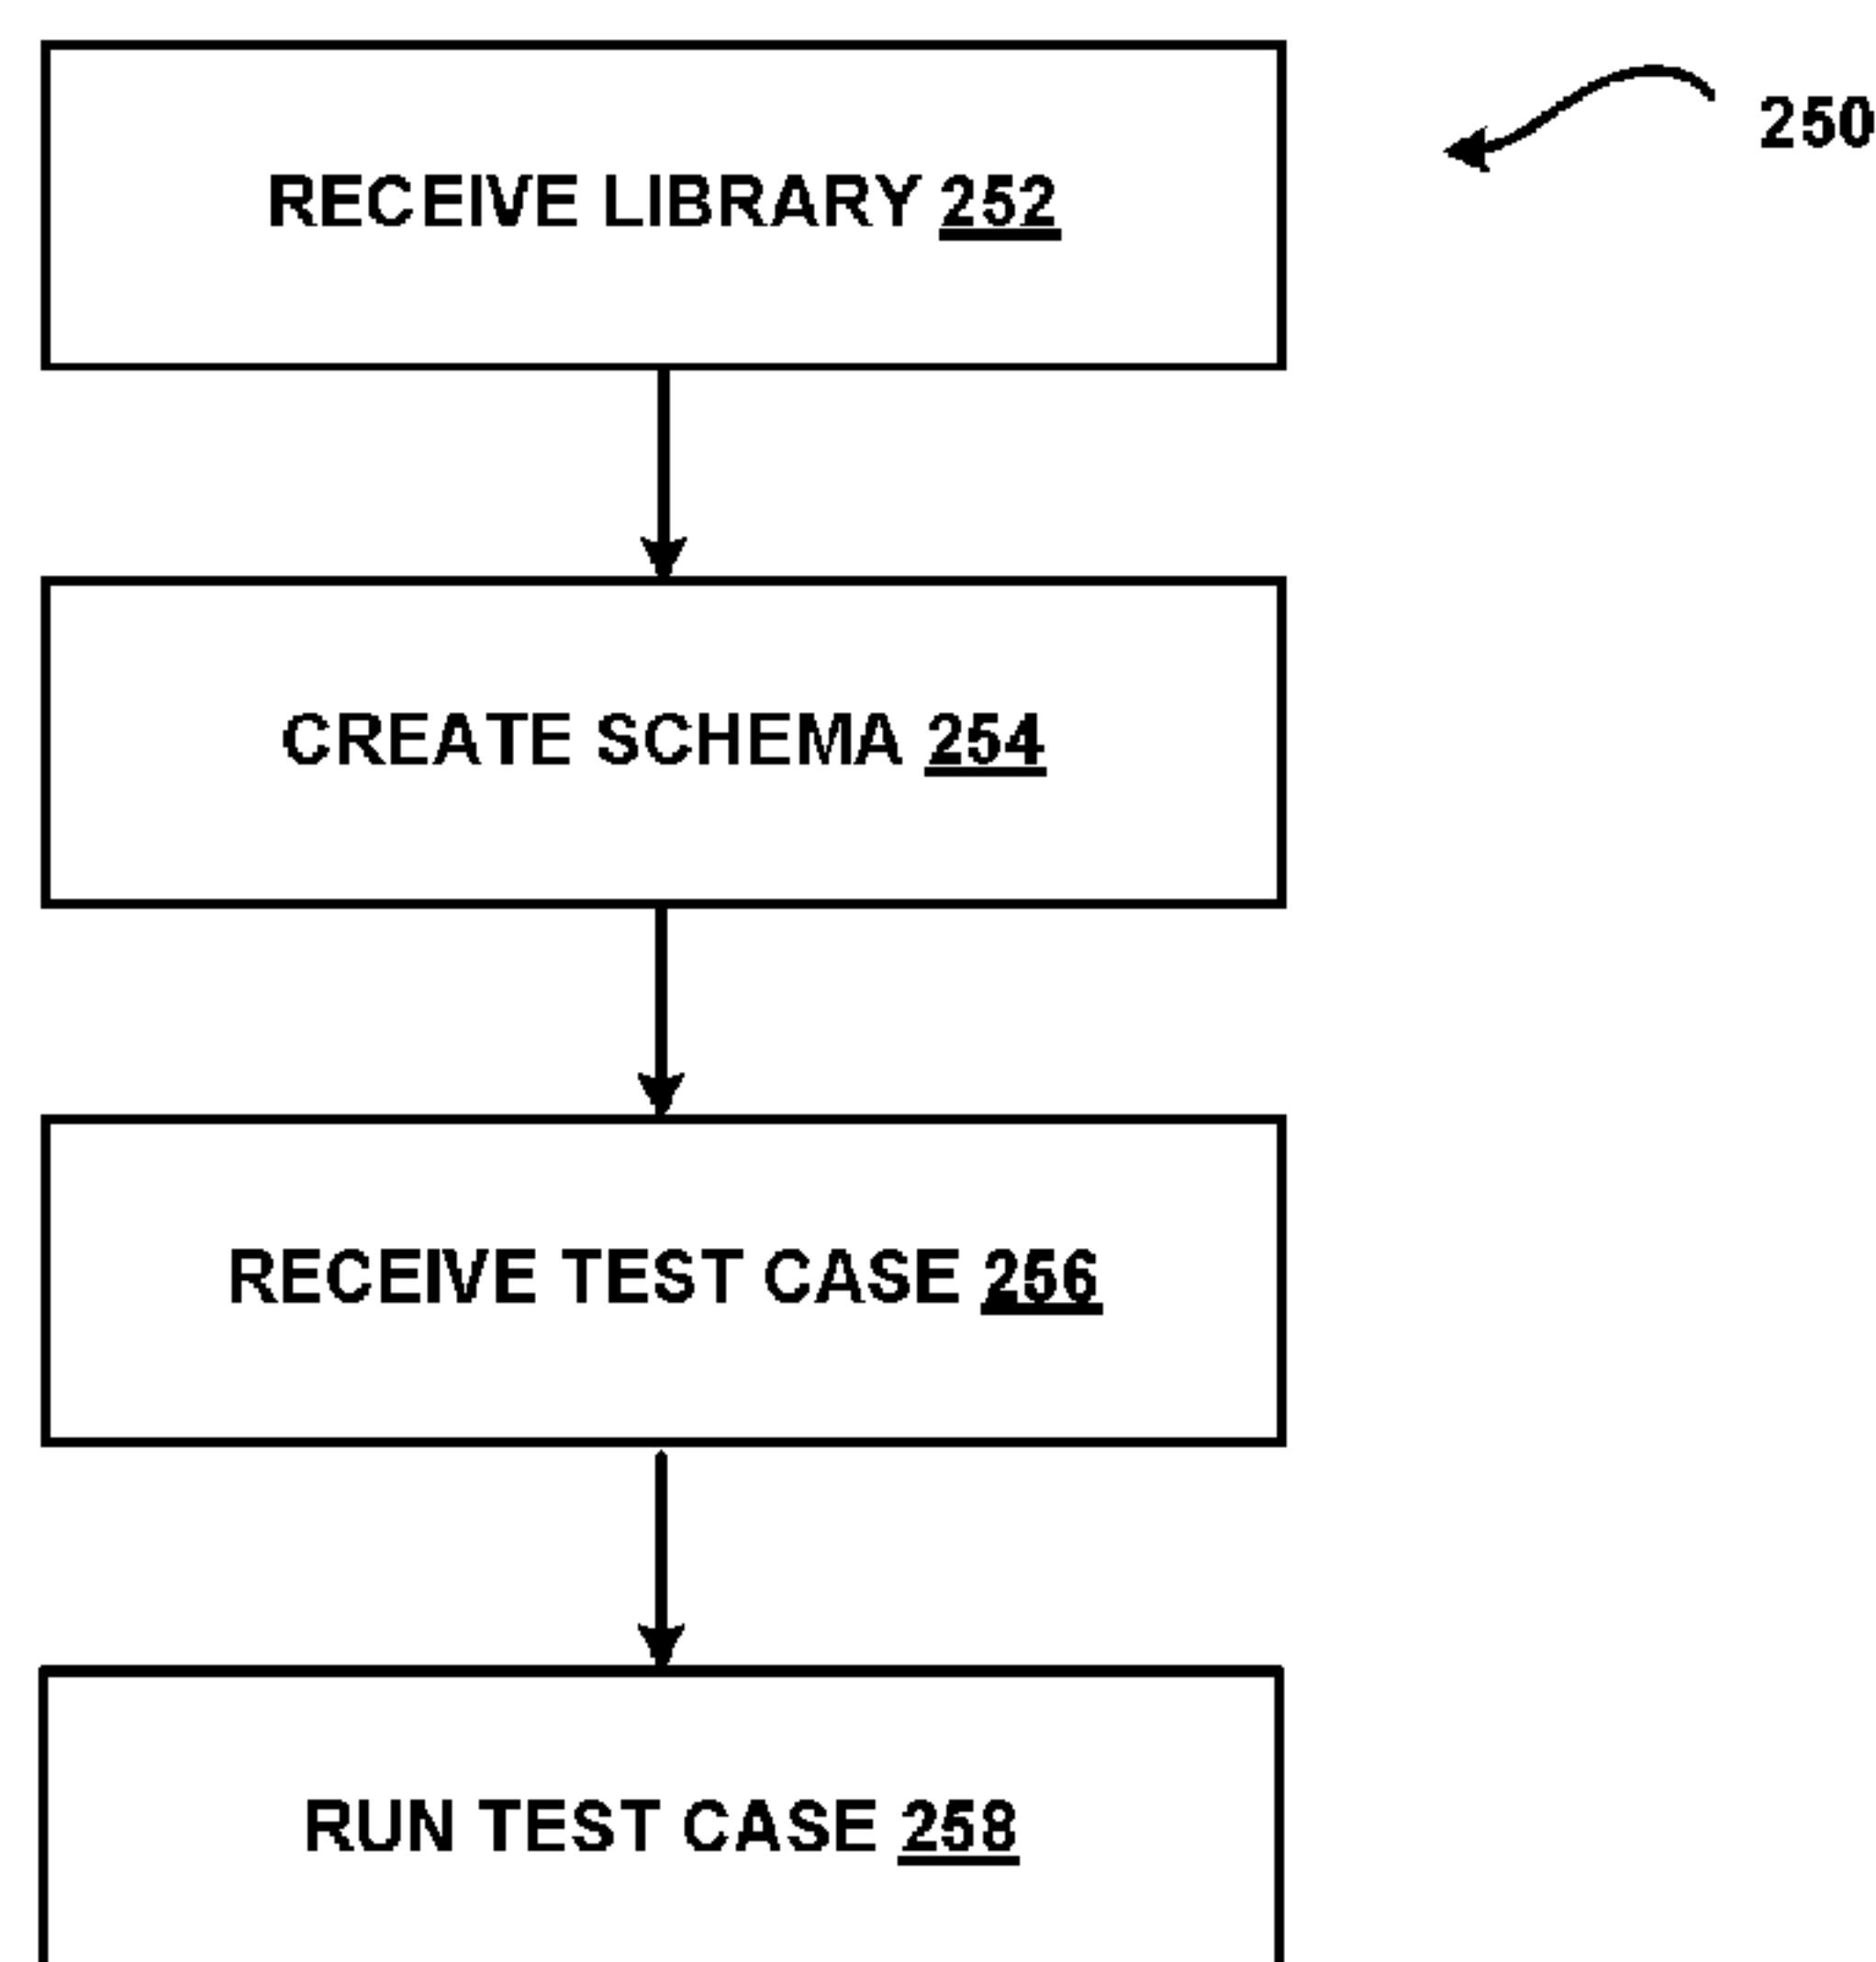 RECEIVE LIBRARY 252
250
CREATE SCHEMA 254
RECEIVE TEST CASE 256
RUN TEST CASE 258